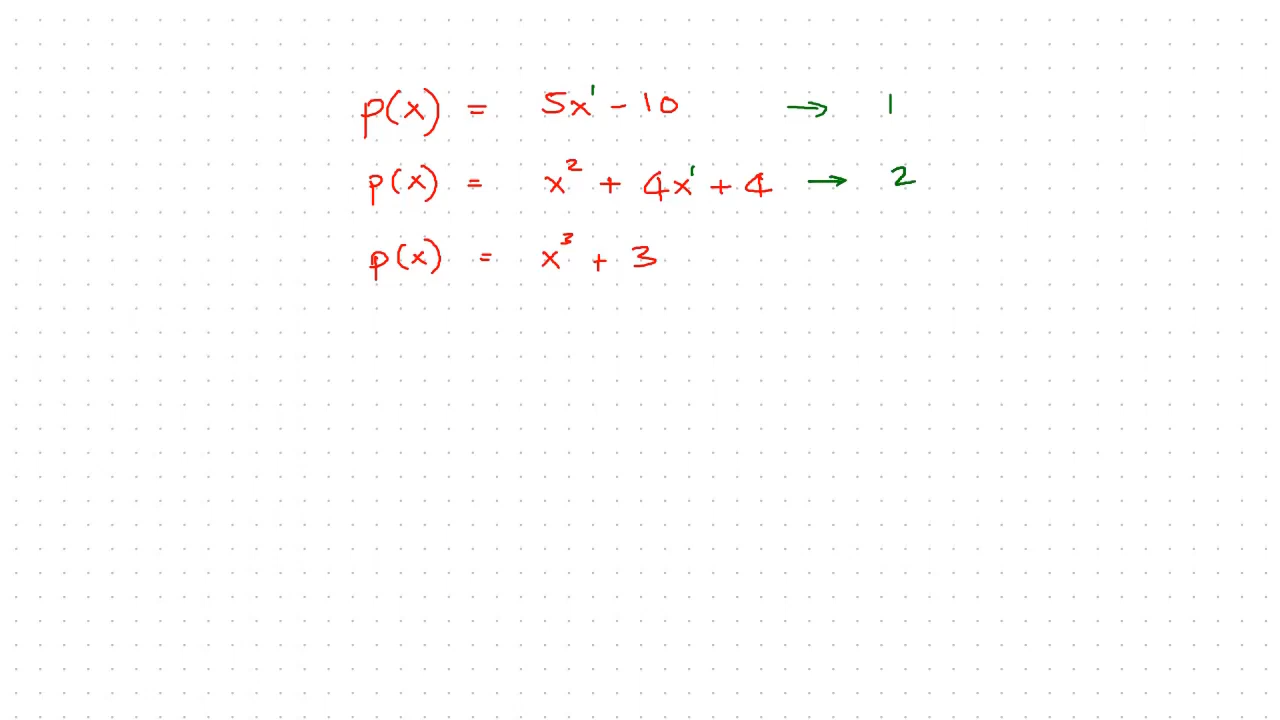 p(x) = 5x¹ - 10 → 1
p(x) = x² + 4x¹ + 4 → 2
p(x) = x³ + 3